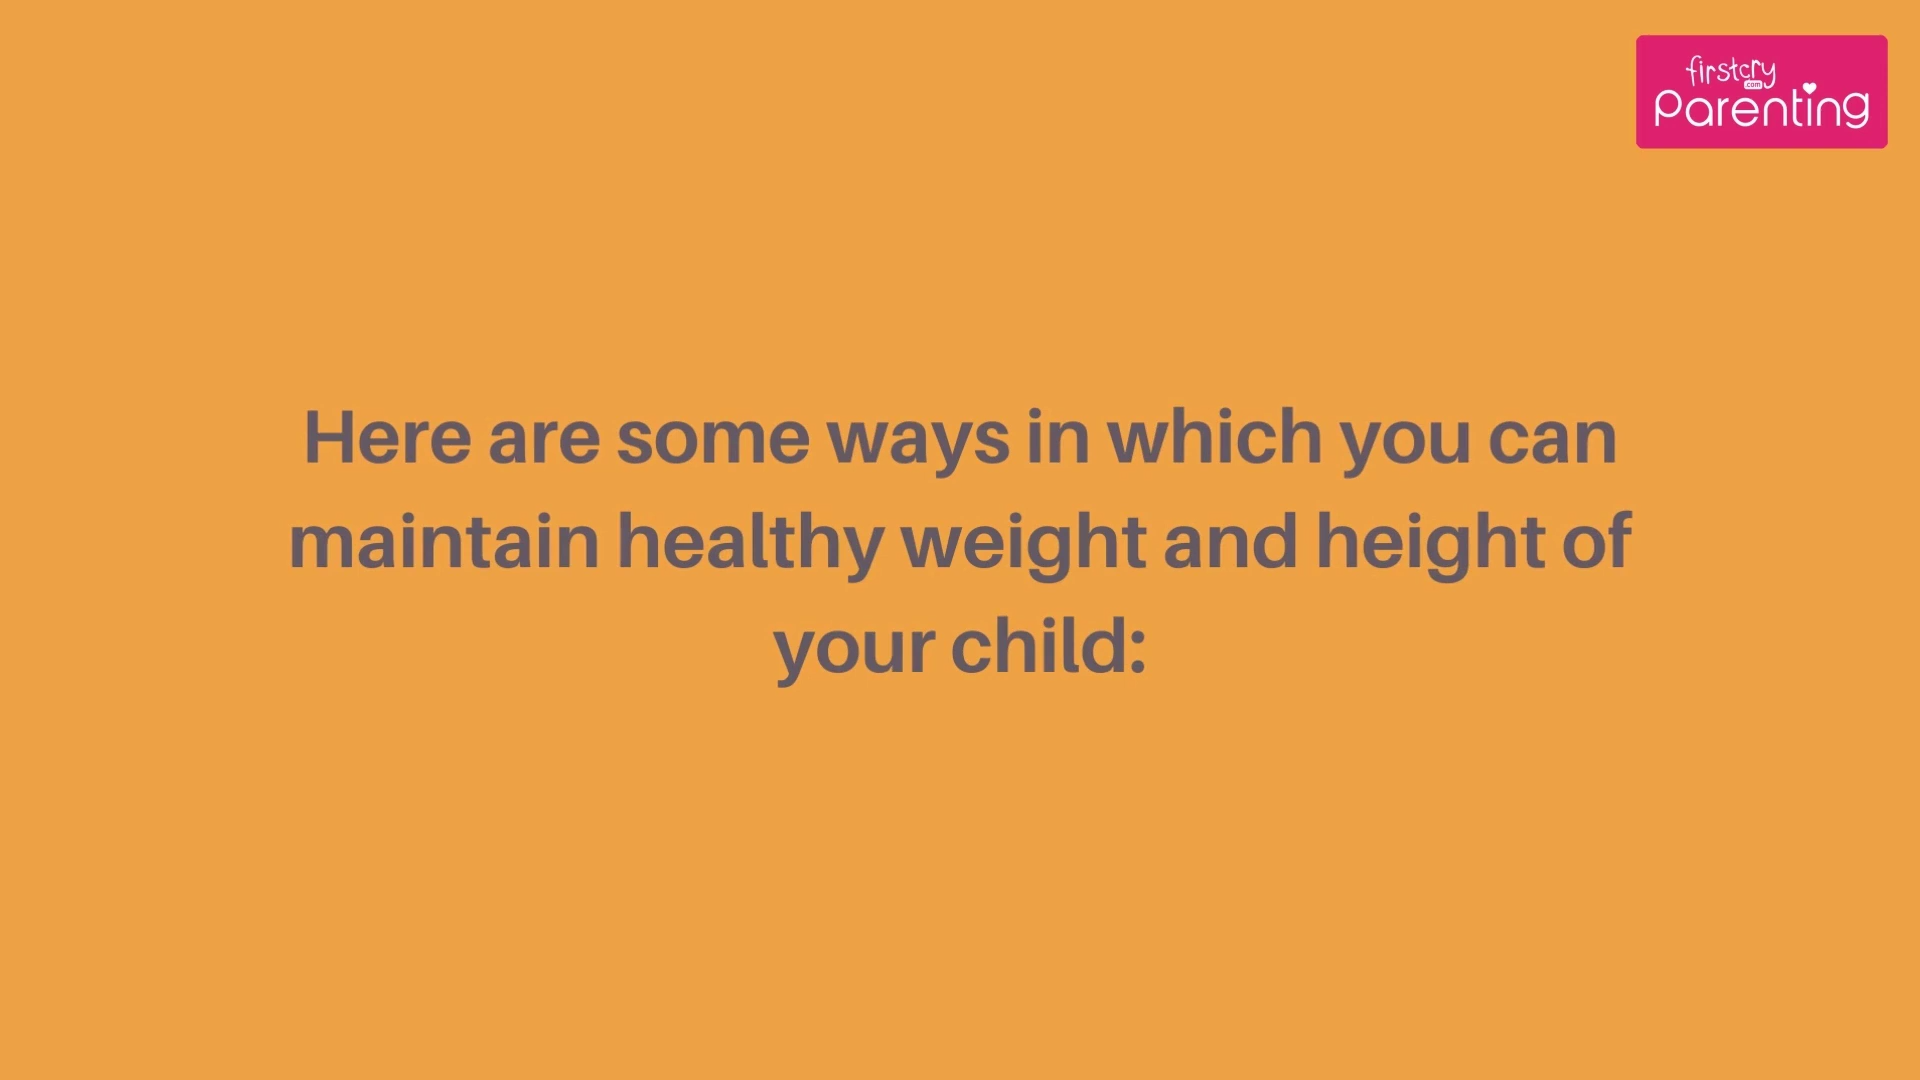 firstcry
.com
Parenting
Here are some ways in which you can
maintain healthy weight and height of
your child: